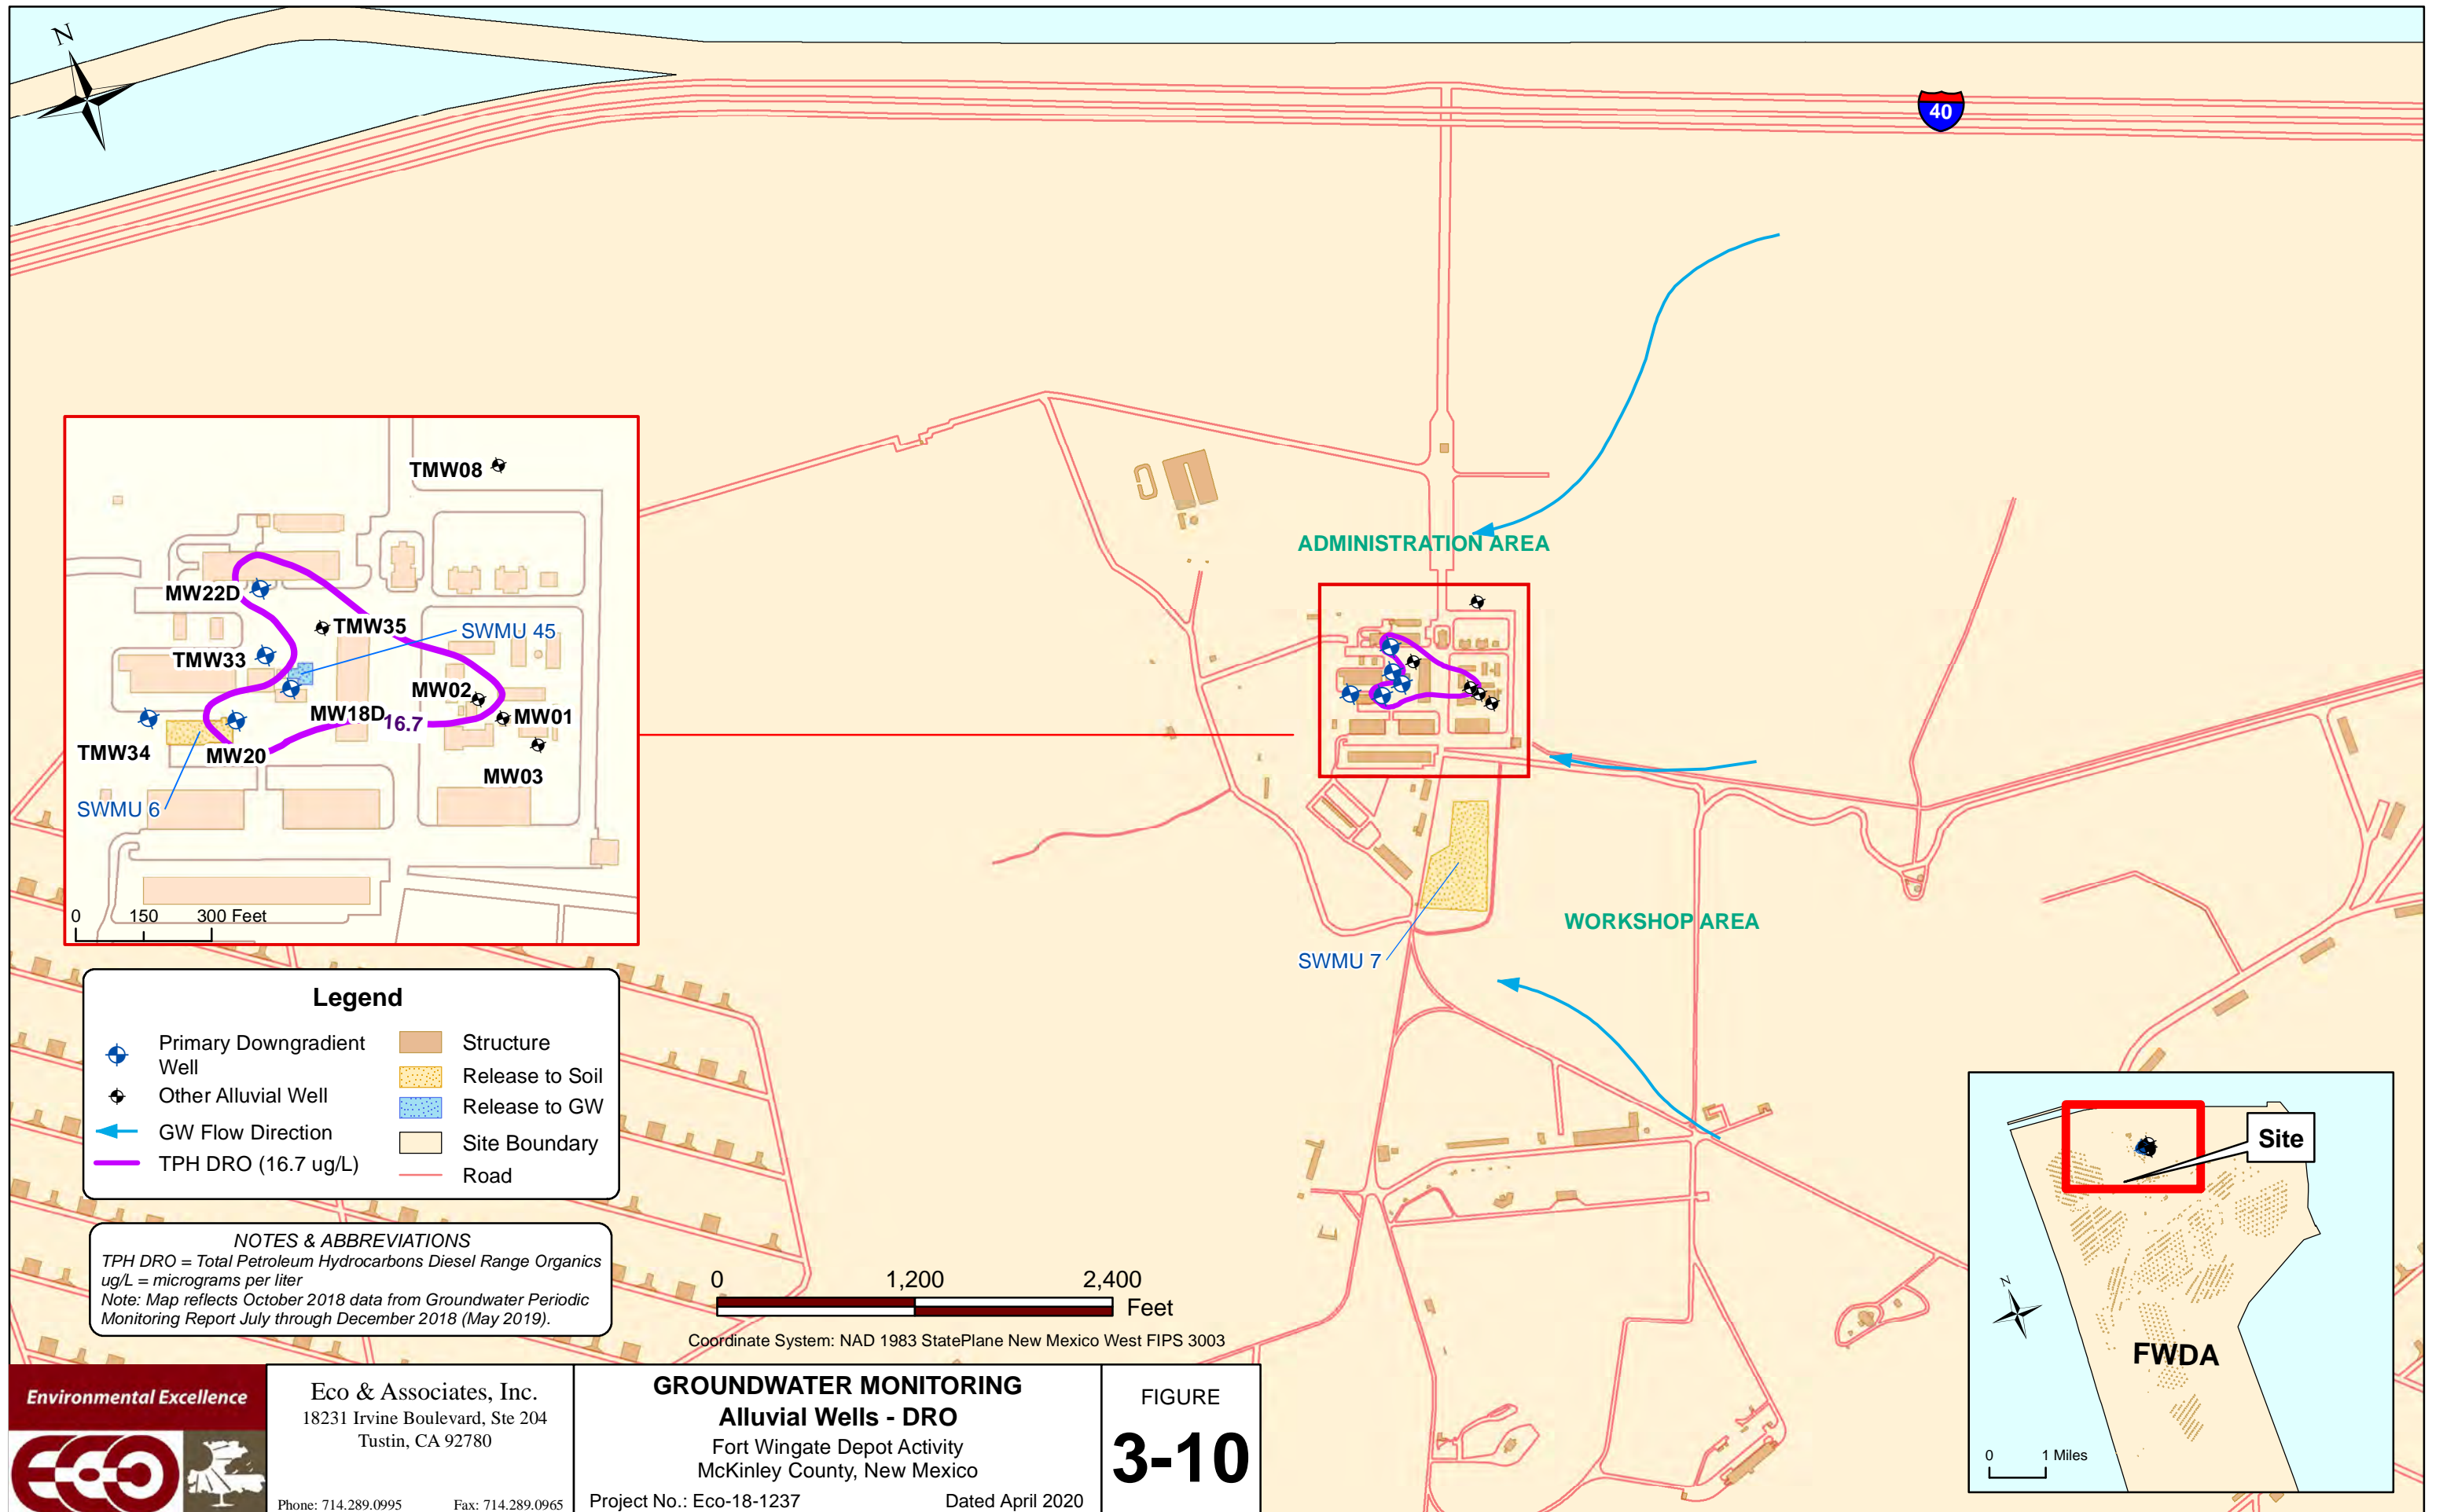 N
40
TMW08
MW22D
TMW35
SWMU 45
TMW33
MW02
MW18D
16.7
MW01
TMW34
MW20
MW03
SWMU 6
0 150 300 Feet
ADMINISTRATION AREA
WORKSHOP AREA
SWMU 7
Legend
Primary Downgradient
Well
Other Alluvial Well
GW Flow Direction
TPH DRO (16.7 ug/L)
Structure
Release to Soil
Release to GW
Site Boundary
Road
NOTES & ABBREVIATIONS
TPH DRO = Total Petroleum Hydrocarbons Diesel Range Organics
ug/L = micrograms per liter
Note: Map reflects October 2018 data from Groundwater Periodic
Monitoring Report July through December 2018 (May 2019).
0 1,200 2,400
Feet
Coordinate System: NAD 1983 StatePlane New Mexico West FIPS 3003
Site
N
FWDA
0 1 Miles
Environmental Excellence
ECO
Eco & Associates, Inc.
18231 Irvine Boulevard, Ste 204
Tustin, CA 92780
Phone: 714.289.0995 Fax: 714.289.0965
GROUNDWATER MONITORING
Alluvial Wells - DRO
Fort Wingate Depot Activity
McKinley County, New Mexico
Project No.: Eco-18-1237 Dated April 2020
FIGURE
3-10